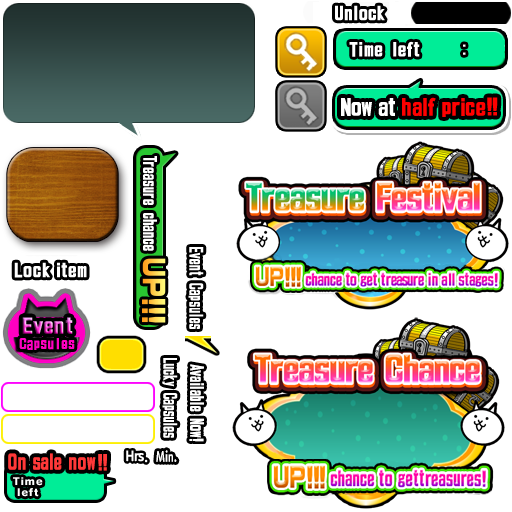 Unlock
Time left :
Now at half price!!
Treasure chance UP!!!
Treasure Festival
UP!!! chance to get treasure in all stages!
Lock item
Event Capsules
Event
Capsules
Available Now!
Lucky Capsules
Treasure Chance
UP!!! chance to gettreasures!
On sale now!!
Time
left
Hrs. Min.